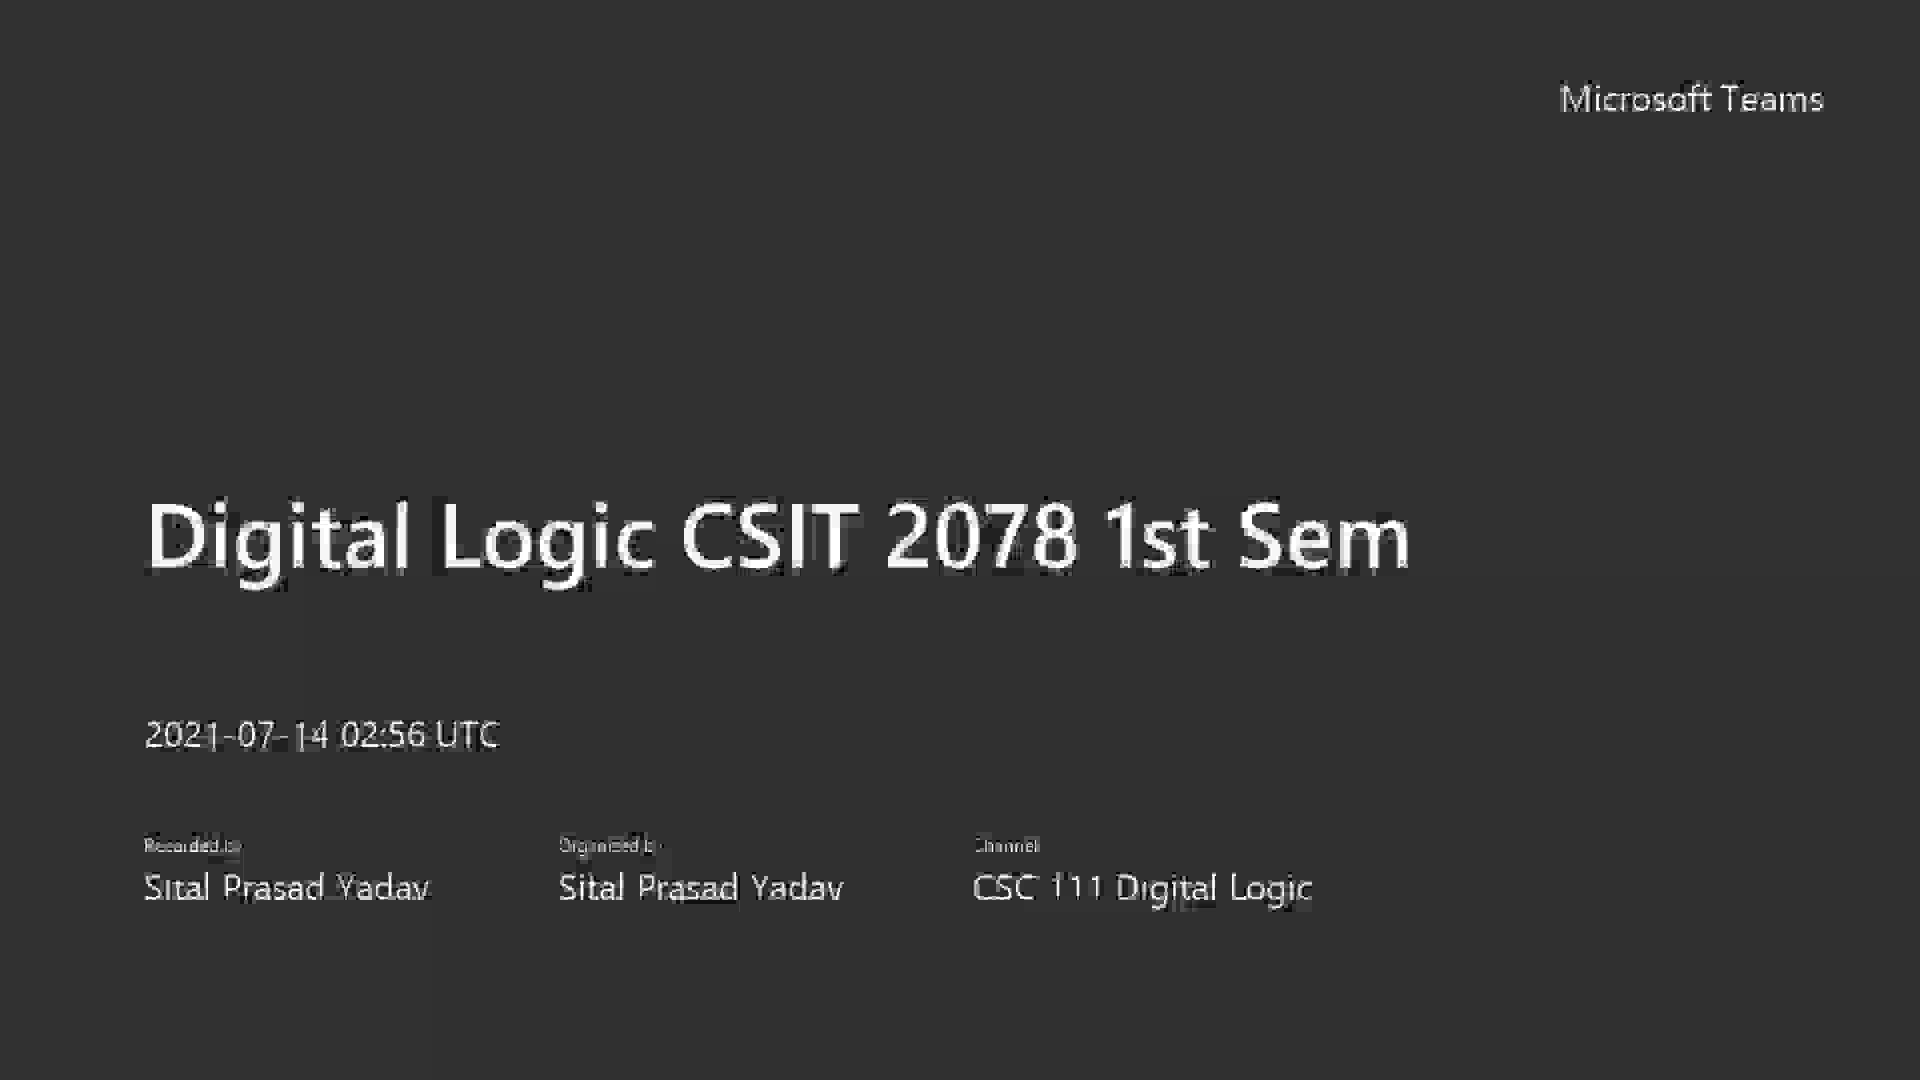 Microsoft Teams
Digital Logic CSIT 2078 1st Sem
2021-07-14 02:56 UTC
Recorded by Organized by Channel
Sital Prasad Yadav Sital Prasad Yadav CSC 111 Digital Logic